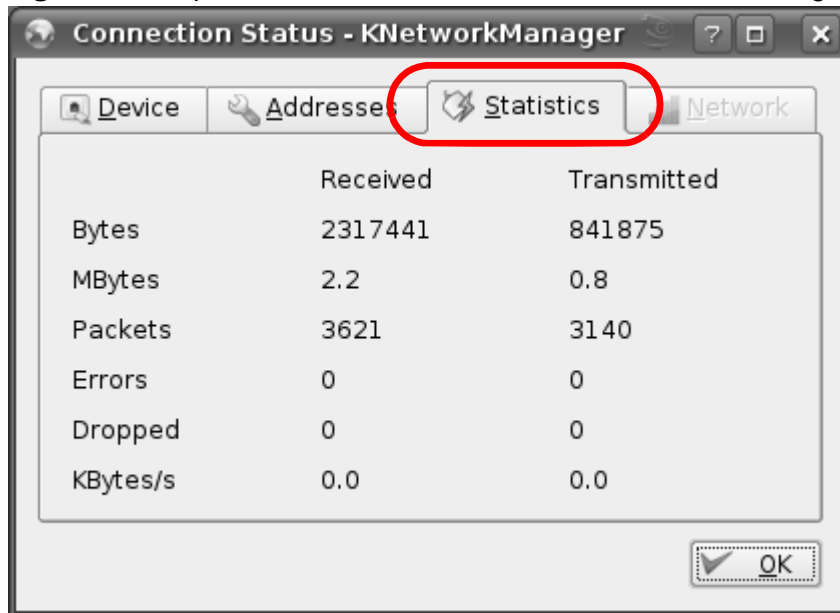 Connection Status - KNetworkManager
Device Addresses Statistics Network
Received Transmitted
Bytes 2317441 841875
MBytes 2.2 0.8
Packets 3621 3140
Errors 0 0
Dropped 0 0
KBytes/s 0.0 0.0
OK